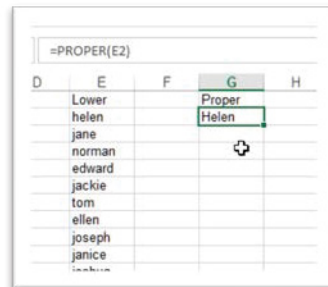 =PROPER(E2)
D E F G H
Lower Proper
helen Helen
jane
norman
edward
jackie
tom
ellen
joseph
janice